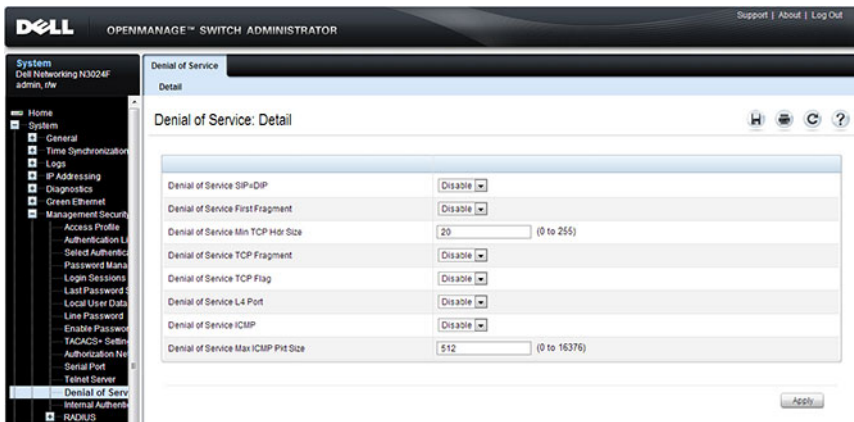 Support | About | Log Out
DELL
OPENMANAGE™ SWITCH ADMINISTRATOR
System
Dell Networking N3024F
admin, r/w
Home
System
General
Time Synchronization
Logs
IP Addressing
Diagnostics
Green Ethernet
Management Security
Access Profile
Authentication Li
Select Authentica
Password Mana
Login Sessions
Last Password S
Local User Data
Line Password
Enable Passwor
TACACS+ Settin
Authorization Net
Serial Port
Telnet Server
Denial of Serv
Internal Authenti
RADIUS
Denial of Service
Detail
Denial of Service: Detail
Denial of Service SIP=DIP Disable
Denial of Service First Fragment Disable
Denial of Service Min TCP Hdr Size 20 (0 to 255)
Denial of Service TCP Fragment Disable
Denial of Service TCP Flag Disable
Denial of Service L4 Port Disable
Denial of Service ICMP Disable
Denial of Service Max ICMP Pkt Size 512 (0 to 16376)
Apply